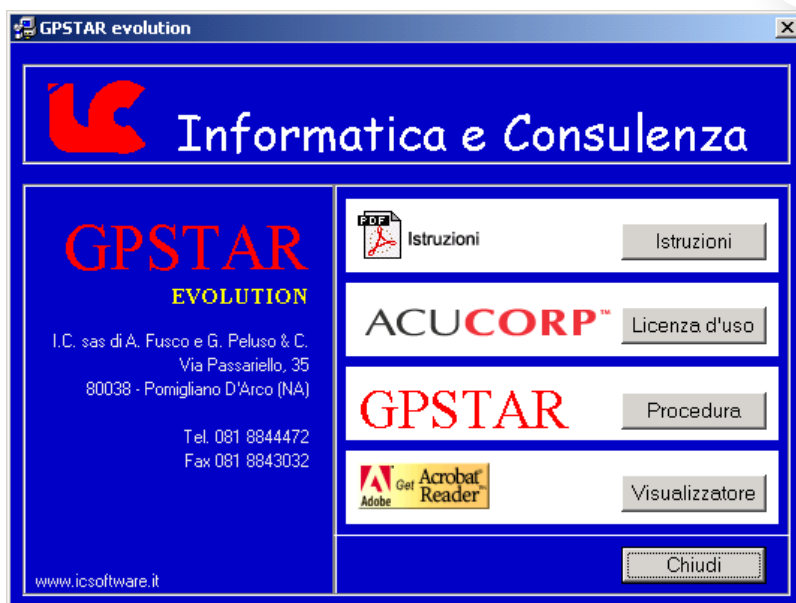 GPSTAR evolution
IC
Informatica e Consulenza
GPSTAR
EVOLUTION
I.C. sas di A. Fusco e G. Peluso & C.
Via Passariello, 35
80038 - Pomigliano D'Arco (NA)
Tel. 081 8844472
Fax 081 8843032
www.icsoftware.it
PDF
Istruzioni
Istruzioni
ACUCORP™
Licenza d'uso
GPSTAR
Procedura
Adobe
Get Acrobat
Reader™
Visualizzatore
Chiudi